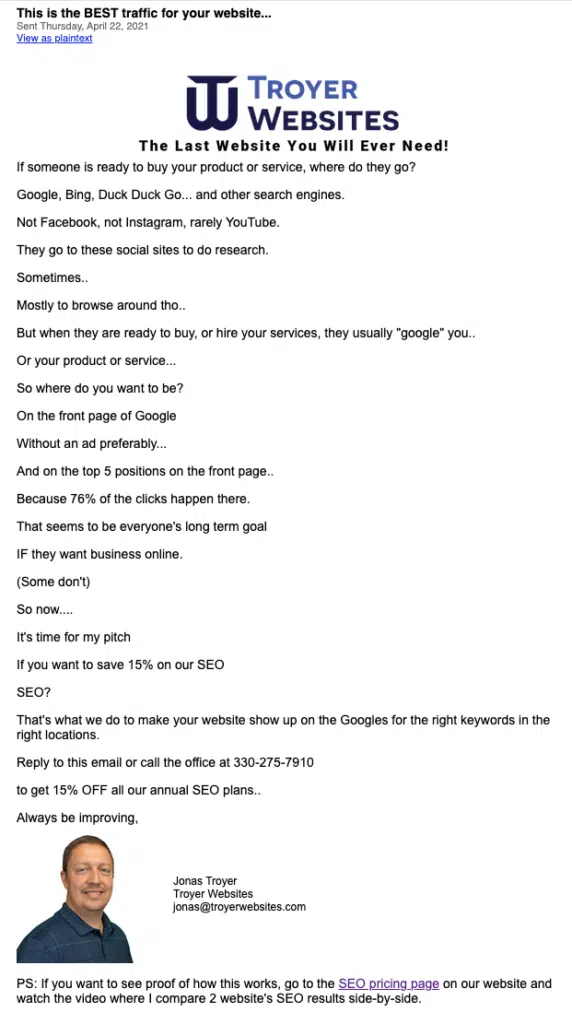 This is the BEST traffic for your website...
Sent Thursday, April 22, 2021
View as plaintext
TROYER
WEBSITES
The Last Website You Will Ever Need!
If someone is ready to buy your product or service, where do they go?
Google, Bing, Duck Duck Go... and other search engines.
Not Facebook, not Instagram, rarely YouTube.
They go to these social sites to do research.
Sometimes..
Mostly to browse around tho..
But when they are ready to buy, or hire your services, they usually "google" you..
Or your product or service...
So where do you want to be?
On the front page of Google
Without an ad preferably...
And on the top 5 positions on the front page..
Because 76% of the clicks happen there.
That seems to be everyone's long term goal
IF they want business online.
(Some don't)
So now....
It's time for my pitch
If you want to save 15% on our SEO
SEO?
That's what we do to make your website show up on the Googles for the right keywords in the
right locations.
Reply to this email or call the office at 330-275-7910
to get 15% OFF all our annual SEO plans..
Always be improving,
Jonas Troyer
Troyer Websites
jonas@troyerwebsites.com
PS: If you want to see proof of how this works, go to the SEO pricing page on our website and
watch the video where I compare 2 website's SEO results side-by-side.